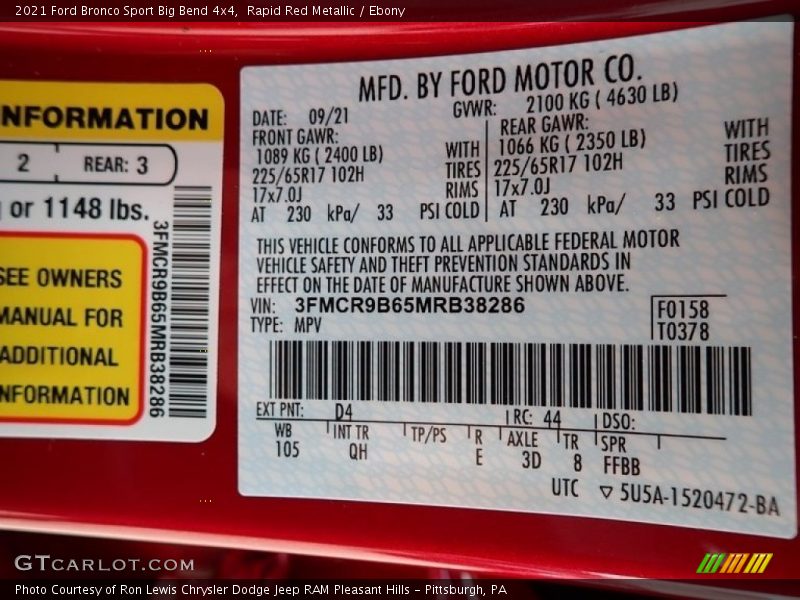 2021 Ford Bronco Sport Big Bend 4x4, Rapid Red Metallic / Ebony
NFORMATION
2 REAR: 3
or 1148 lbs.
SEE OWNERS
MANUAL FOR
ADDITIONAL
NFORMATION
3FMCR9B65MRB38286
MFD. BY FORD MOTOR CO.
DATE: 09/21 GVWR: 2100 KG ( 4630 LB)
FRONT GAWR:
1089 KG ( 2400 LB) WITH
225/65R17 102H TIRES
17x7.0J RIMS
AT 230 kPa/ 33 PSI COLD
REAR GAWR: WITH
1066 KG ( 2350 LB) TIRES
225/65R17 102H RIMS
17x7.0J
AT 230 kPa/ 33 PSI COLD
THIS VEHICLE CONFORMS TO ALL APPLICABLE FEDERAL MOTOR
VEHICLE SAFETY AND THEFT PREVENTION STANDARDS IN
EFFECT ON THE DATE OF MANUFACTURE SHOWN ABOVE.
VIN: 3FMCR9B65MRB38286
TYPE: MPV
F0158
T0378
EXT PNT: D4 RC: 44 DSO:
WB INT TR TP/PS R AXLE TR SPR
105 QH E 3D 8 FFBB
UTC ▽ 5U5A-1520472-BA
GTCARLOT.COM
Photo Courtesy of Ron Lewis Chrysler Dodge Jeep RAM Pleasant Hills - Pittsburgh, PA